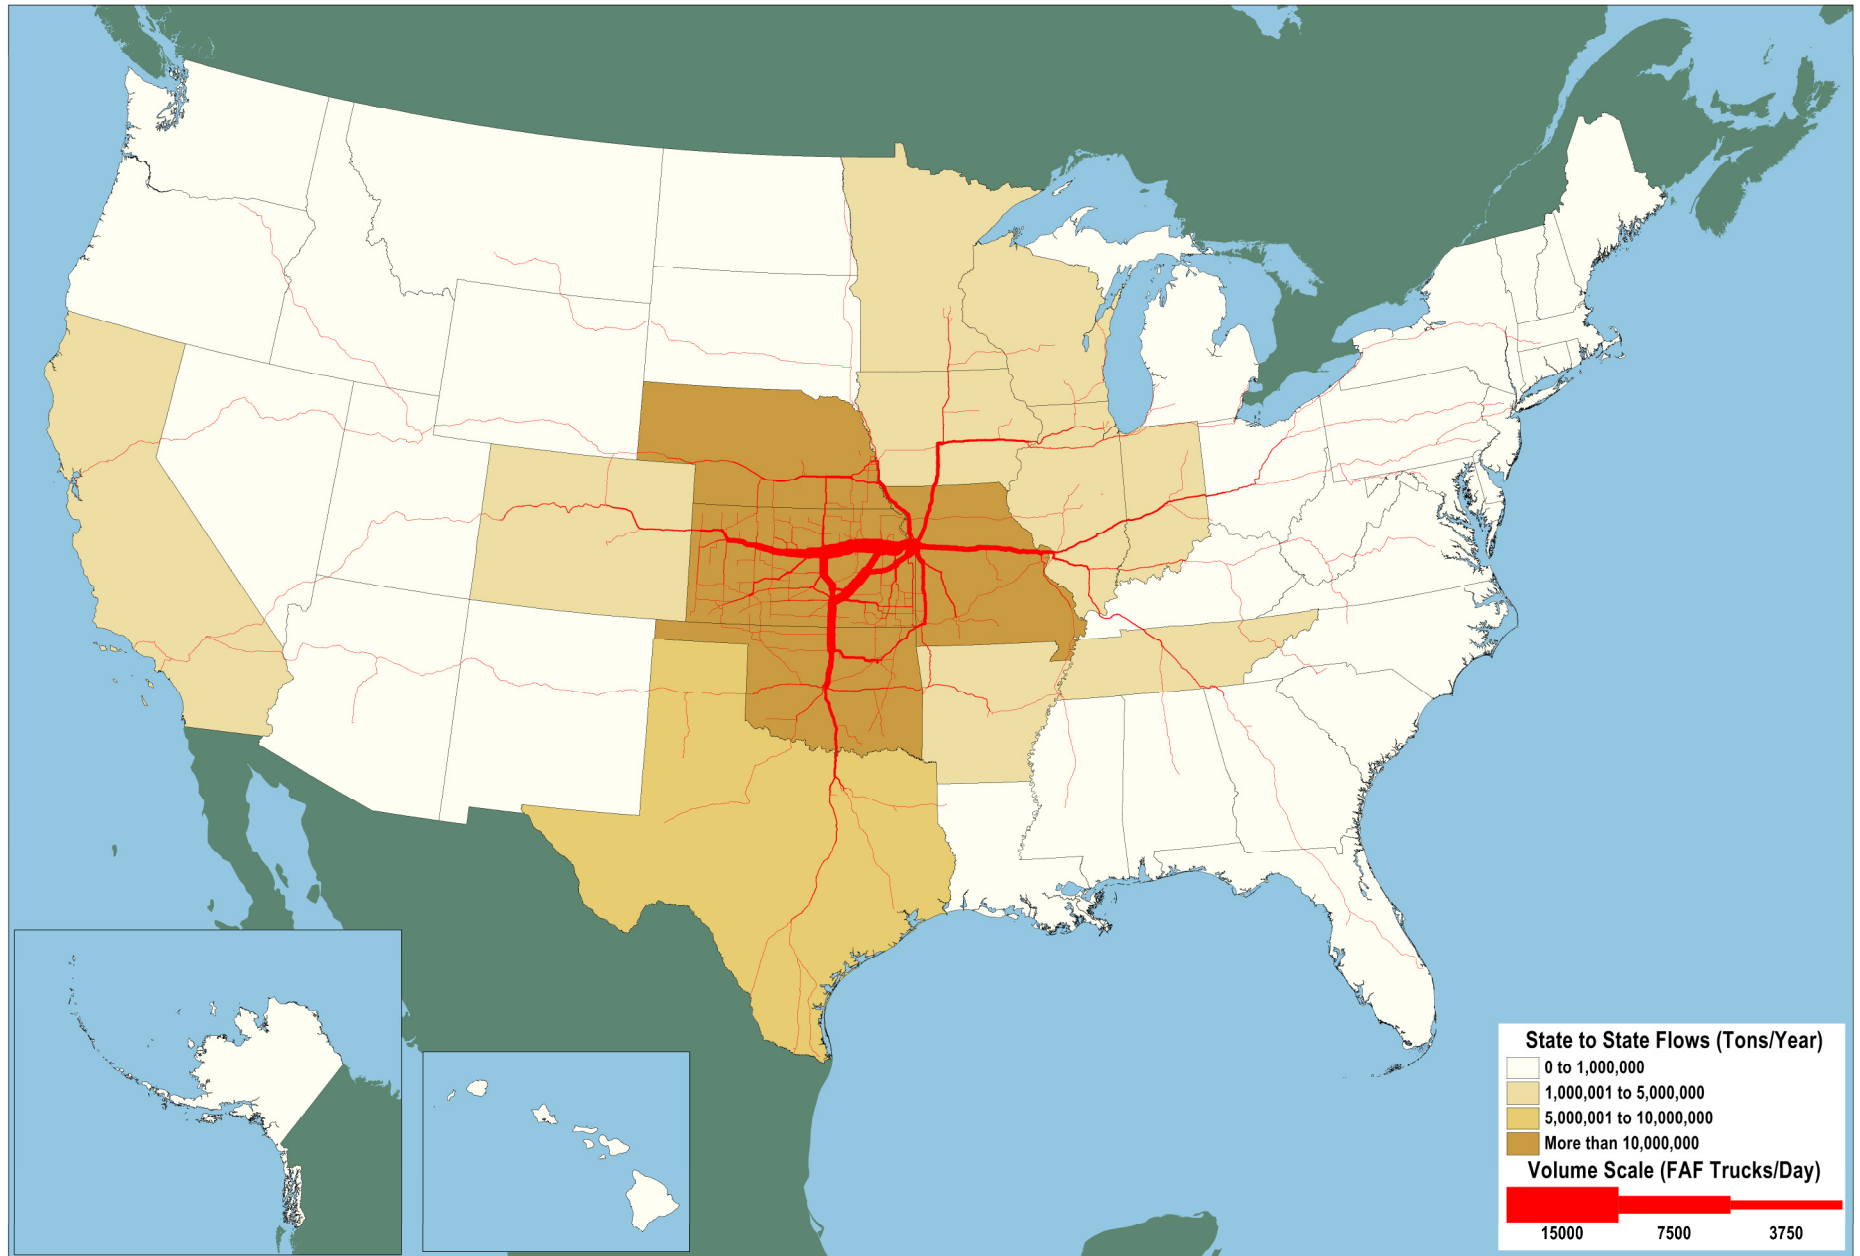 State to State Flows (Tons/Year)
0 to 1,000,000
1,000,001 to 5,000,000
5,000,001 to 10,000,000
More than 10,000,000
Volume Scale (FAF Trucks/Day)
15000 7500 3750